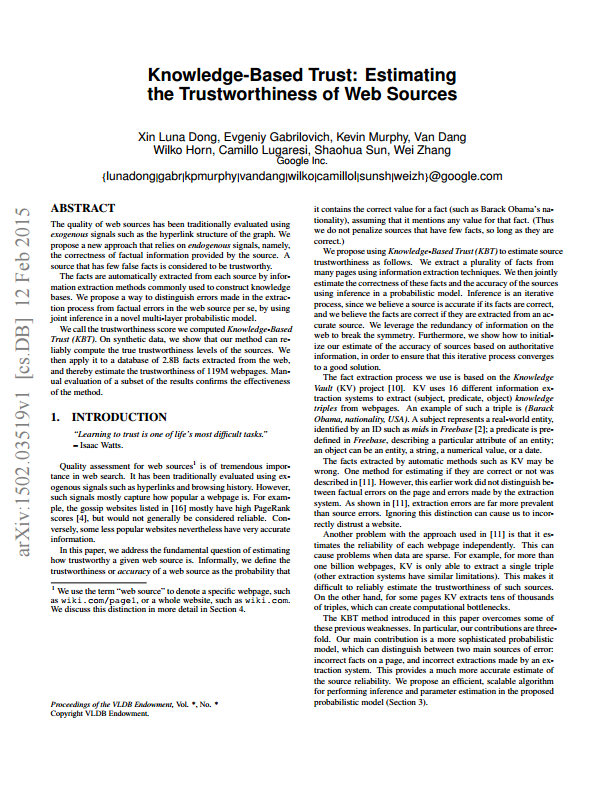 Knowledge-Based Trust: Estimating
the Trustworthiness of Web Sources
Xin Luna Dong, Evgeniy Gabrilovich, Kevin Murphy, Van Dang
Wilko Horn, Camillo Lugaresi, Shaohua Sun, Wei Zhang
Google Inc.
{lunadong|gabr|kpmurphy|vandang|wilko|camillol|sunsh|weizh}@google.com
arXiv:1502.03519v1 [cs.DB] 12 Feb 2015
ABSTRACT
The quality of web sources has been traditionally evaluated using
exogenous signals such as the hyperlink structure of the graph. We
propose a new approach that relies on endogenous signals, namely,
the correctness of factual information provided by the source. A
source that has few false facts is considered to be trustworthy.
The facts are automatically extracted from each source by infor-
mation extraction methods commonly used to construct knowledge
bases. We propose a way to distinguish errors made in the extrac-
tion process from factual errors in the web source per se, by using
joint inference in a novel multi-layer probabilistic model.
We call the trustworthiness score we computed Knowledge-Based
Trust (KBT). On synthetic data, we show that our method can re-
liably compute the true trustworthiness levels of the sources. We
then apply it to a database of 2.8B facts extracted from the web,
and thereby estimate the trustworthiness of 119M webpages. Man-
ual evaluation of a subset of the results confirms the effectiveness
of the method.
1. INTRODUCTION
“Learning to trust is one of life’s most difficult tasks.”
– Isaac Watts.
Quality assessment for web sources1 is of tremendous impor-
tance in web search. It has been traditionally evaluated using ex-
ogenous signals such as hyperlinks and browsing history. However,
such signals mostly capture how popular a webpage is. For exam-
ple, the gossip websites listed in [16] mostly have high PageRank
scores [4], but would not generally be considered reliable. Con-
versely, some less popular websites nevertheless have very accurate
information.
In this paper, we address the fundamental question of estimating
how trustworthy a given web source is. Informally, we define the
trustworthiness or accuracy of a web source as the probability that
1 We use the term “web source” to denote a specific webpage, such
as wiki.com/page1, or a whole website, such as wiki.com.
We discuss this distinction in more detail in Section 4.
Proceedings of the VLDB Endowment, Vol. *, No. *
Copyright VLDB Endowment.
it contains the correct value for a fact (such as Barack Obama’s na-
tionality), assuming that it mentions any value for that fact. (Thus
we do not penalize sources that have few facts, so long as they are
correct.)
We propose using Knowledge-Based Trust (KBT) to estimate source
trustworthiness as follows. We extract a plurality of facts from
many pages using information extraction techniques. We then jointly
estimate the correctness of these facts and the accuracy of the sources
using inference in a probabilistic model. Inference is an iterative
process, since we believe a source is accurate if its facts are correct,
and we believe the facts are correct if they are extracted from an ac-
curate source. We leverage the redundancy of information on the
web to break the symmetry. Furthermore, we show how to initial-
ize our estimate of the accuracy of sources based on authoritative
information, in order to ensure that this iterative process converges
to a good solution.
The fact extraction process we use is based on the Knowledge
Vault (KV) project [10]. KV uses 16 different information ex-
traction systems to extract (subject, predicate, object) knowledge
triples from webpages. An example of such a triple is (Barack
Obama, nationality, USA). A subject represents a real-world entity,
identified by an ID such as mids in Freebase [2]; a predicate is pre-
defined in Freebase, describing a particular attribute of an entity;
an object can be an entity, a string, a numerical value, or a date.
The facts extracted by automatic methods such as KV may be
wrong. One method for estimating if they are correct or not was
described in [11]. However, this earlier work did not distinguish be-
tween factual errors on the page and errors made by the extraction
system. As shown in [11], extraction errors are far more prevalent
than source errors. Ignoring this distinction can cause us to incor-
rectly distrust a website.
Another problem with the approach used in [11] is that it es-
timates the reliability of each webpage independently. This can
cause problems when data are sparse. For example, for more than
one billion webpages, KV is only able to extract a single triple
(other extraction systems have similar limitations). This makes it
difficult to reliably estimate the trustworthiness of such sources.
On the other hand, for some pages KV extracts tens of thousands
of triples, which can create computational bottlenecks.
The KBT method introduced in this paper overcomes some of
these previous weaknesses. In particular, our contributions are three-
fold. Our main contribution is a more sophisticated probabilistic
model, which can distinguish between two main sources of error:
incorrect facts on a page, and incorrect extractions made by an ex-
traction system. This provides a much more accurate estimate of
the source reliability. We propose an efficient, scalable algorithm
for performing inference and parameter estimation in the proposed
probabilistic model (Section 3).